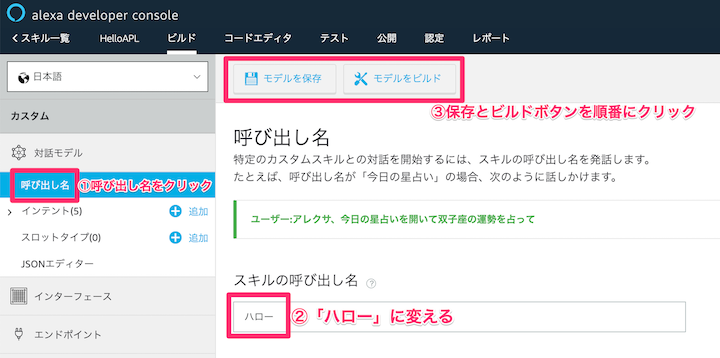 alexa developer console
スキル一覧 HelloAPL ビルド コードエディタ テスト 公開 認定 レポート
日本語
モデルを保存 モデルをビルド
③保存とビルドボタンを順番にクリック
カスタム
対話モデル
呼び出し名
①呼び出し名をクリック
インテント(5) 追加
スロットタイプ(0) 追加
JSONエディター
インターフェース
エンドポイント
呼び出し名
特定のカスタムスキルとの対話を開始するには、スキルの呼び出し名を発話します。
たとえば、呼び出し名が「今日の星占い」の場合、次のように話しかけます。
ユーザー:アレクサ、今日の星占いを開いて双子座の運勢を占って
スキルの呼び出し名 ?
ハロー
②「ハロー」に変える